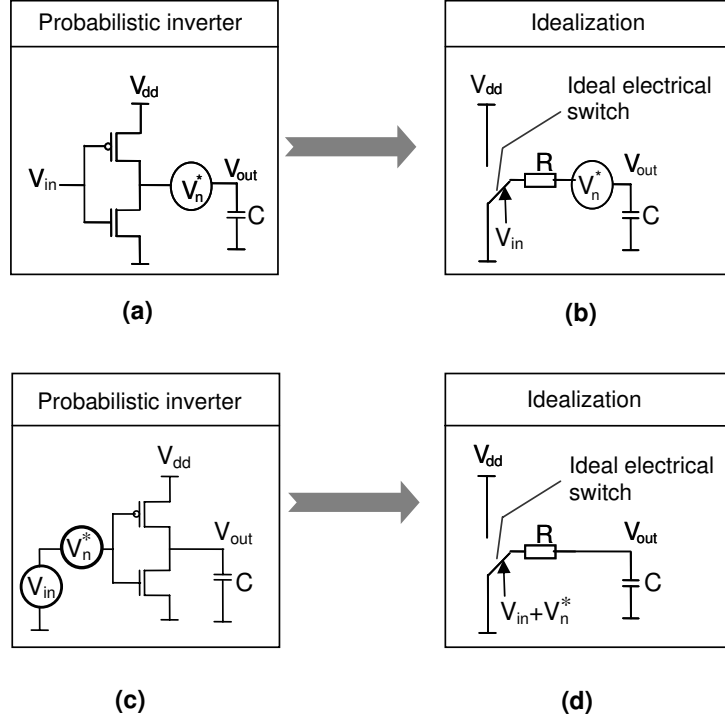 Probabilistic inverter
V_dd
V_in
V_n^*
V_out
C
(a)
Idealization
V_dd
Ideal electrical
switch
R
V_n^*
V_out
C
V_in
(b)
Probabilistic inverter
V_dd
V_n^*
V_out
V_in
C
(c)
Idealization
V_dd
Ideal electrical
switch
R
V_out
C
V_in+V_n^*
(d)